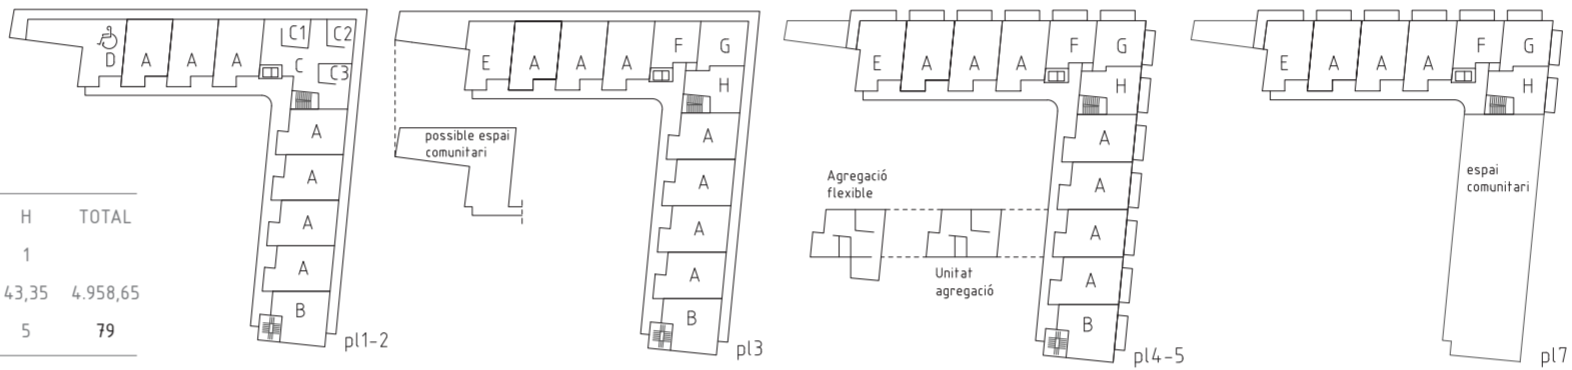 H TOTAL
1
43,35 4.958,65
5 79
D A A A C1 C2
C C3
A
A
A
A
B
pl1-2
E A A A F G
H
possible espai
comunitari
A
A
A
A
B
pl3
E A A A F G
H
A
A
A
A
B
Agregació
flexible
Unitat
agregació
pl4-5
E A A A F G
H
espai
comunitari
pl7